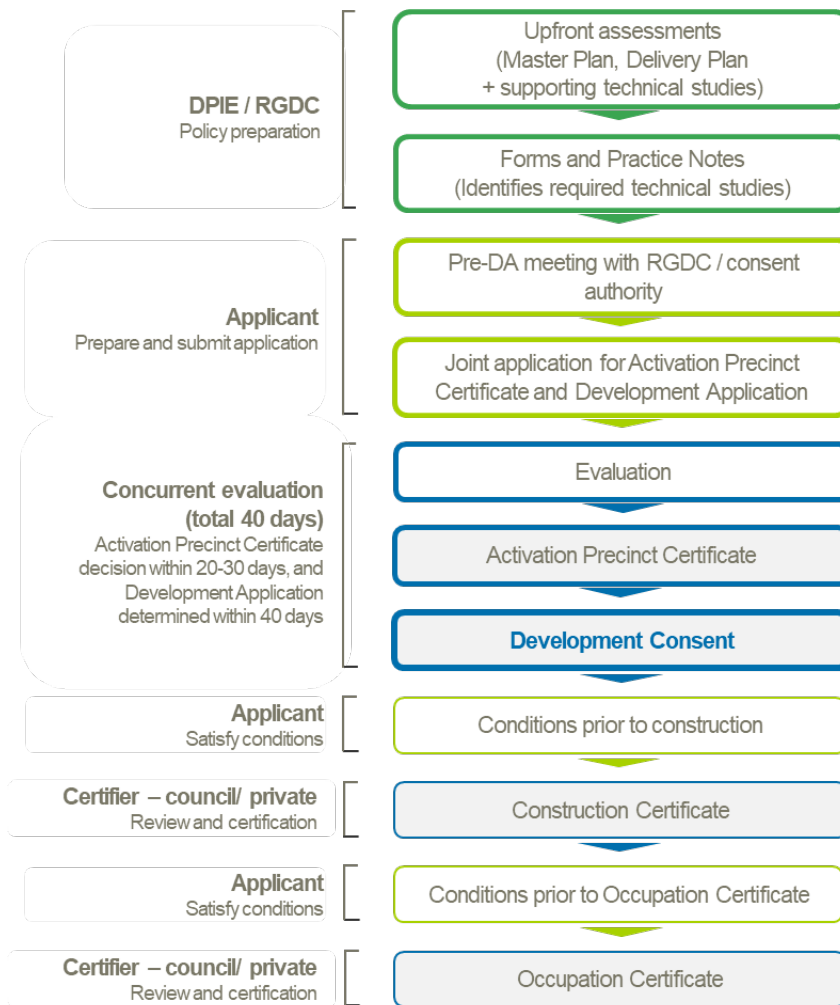 Upfront assessments
(Master Plan, Delivery Plan
+ supporting technical studies)
DPIE / RGDC
Policy preparation
Forms and Practice Notes
(Identifies required technical studies)
Pre-DA meeting with RGDC / consent
authority
Applicant
Prepare and submit application
Joint application for Activation Precinct
Certificate and Development Application
Evaluation
Concurrent evaluation
(total 40 days)
Activation Precinct Certificate
decision within 20-30 days, and
Development Application
determined within 40 days
Activation Precinct Certificate
Development Consent
Applicant
Satisfy conditions
Conditions prior to construction
Certifier – council/ private
Review and certification
Construction Certificate
Applicant
Satisfy conditions
Conditions prior to Occupation Certificate
Certifier – council/ private
Review and certification
Occupation Certificate